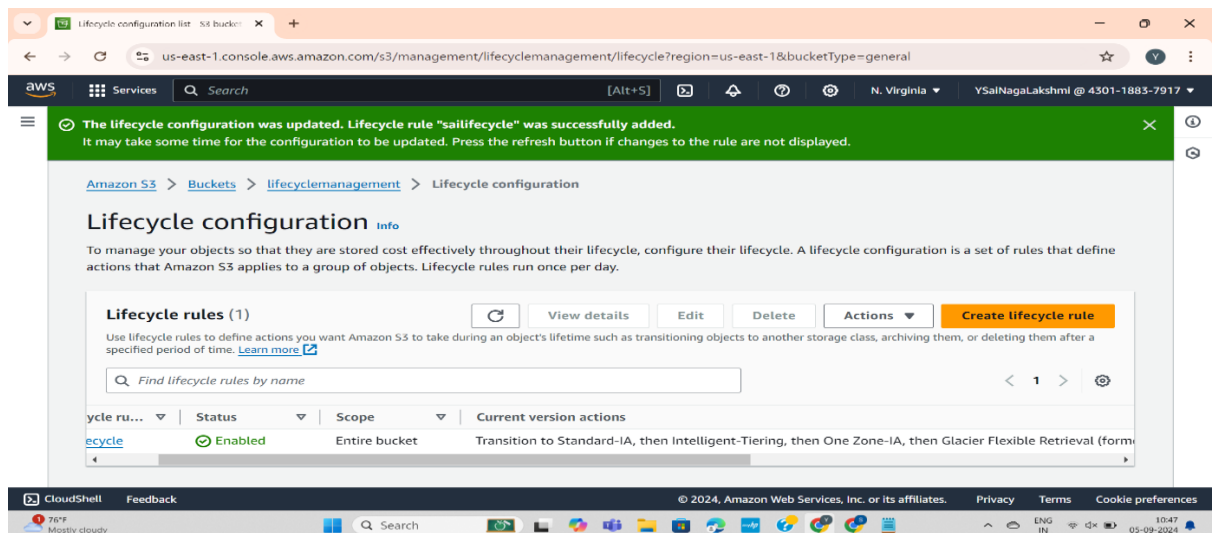 Lifecycle configuration list S3 bucket
us-east-1.console.aws.amazon.com/s3/management/lifecyclemanagement/lifecycle?region=us-east-1&bucketType=general
Y
aws
Services
Search
[Alt+S]
N. Virginia
YSaiNagaLakshmi @ 4301-1883-7917
The lifecycle configuration was updated. Lifecycle rule "sailifecycle" was successfully added.
It may take some time for the configuration to be updated. Press the refresh button if changes to the rule are not displayed.
Amazon S3 > Buckets > lifecyclemanagement > Lifecycle configuration
Lifecycle configuration Info
To manage your objects so that they are stored cost effectively throughout their lifecycle, configure their lifecycle. A lifecycle configuration is a set of rules that define
actions that Amazon S3 applies to a group of objects. Lifecycle rules run once per day.
Lifecycle rules (1)
View details
Edit
Delete
Actions
Create lifecycle rule
Use lifecycle rules to define actions you want Amazon S3 to take during an object's lifetime such as transitioning objects to another storage class, archiving them, or deleting them after a
specified period of time. Learn more
Find lifecycle rules by name
< 1 >
ycle ru... Status Scope Current version actions
ecycle Enabled Entire bucket Transition to Standard-IA, then Intelligent-Tiering, then One Zone-IA, then Glacier Flexible Retrieval (form
CloudShell Feedback © 2024, Amazon Web Services, Inc. or its affiliates. Privacy Terms Cookie preferences
1
76°F
Mostly cloudy
Search
ENG
IN
10:47
05-09-2024